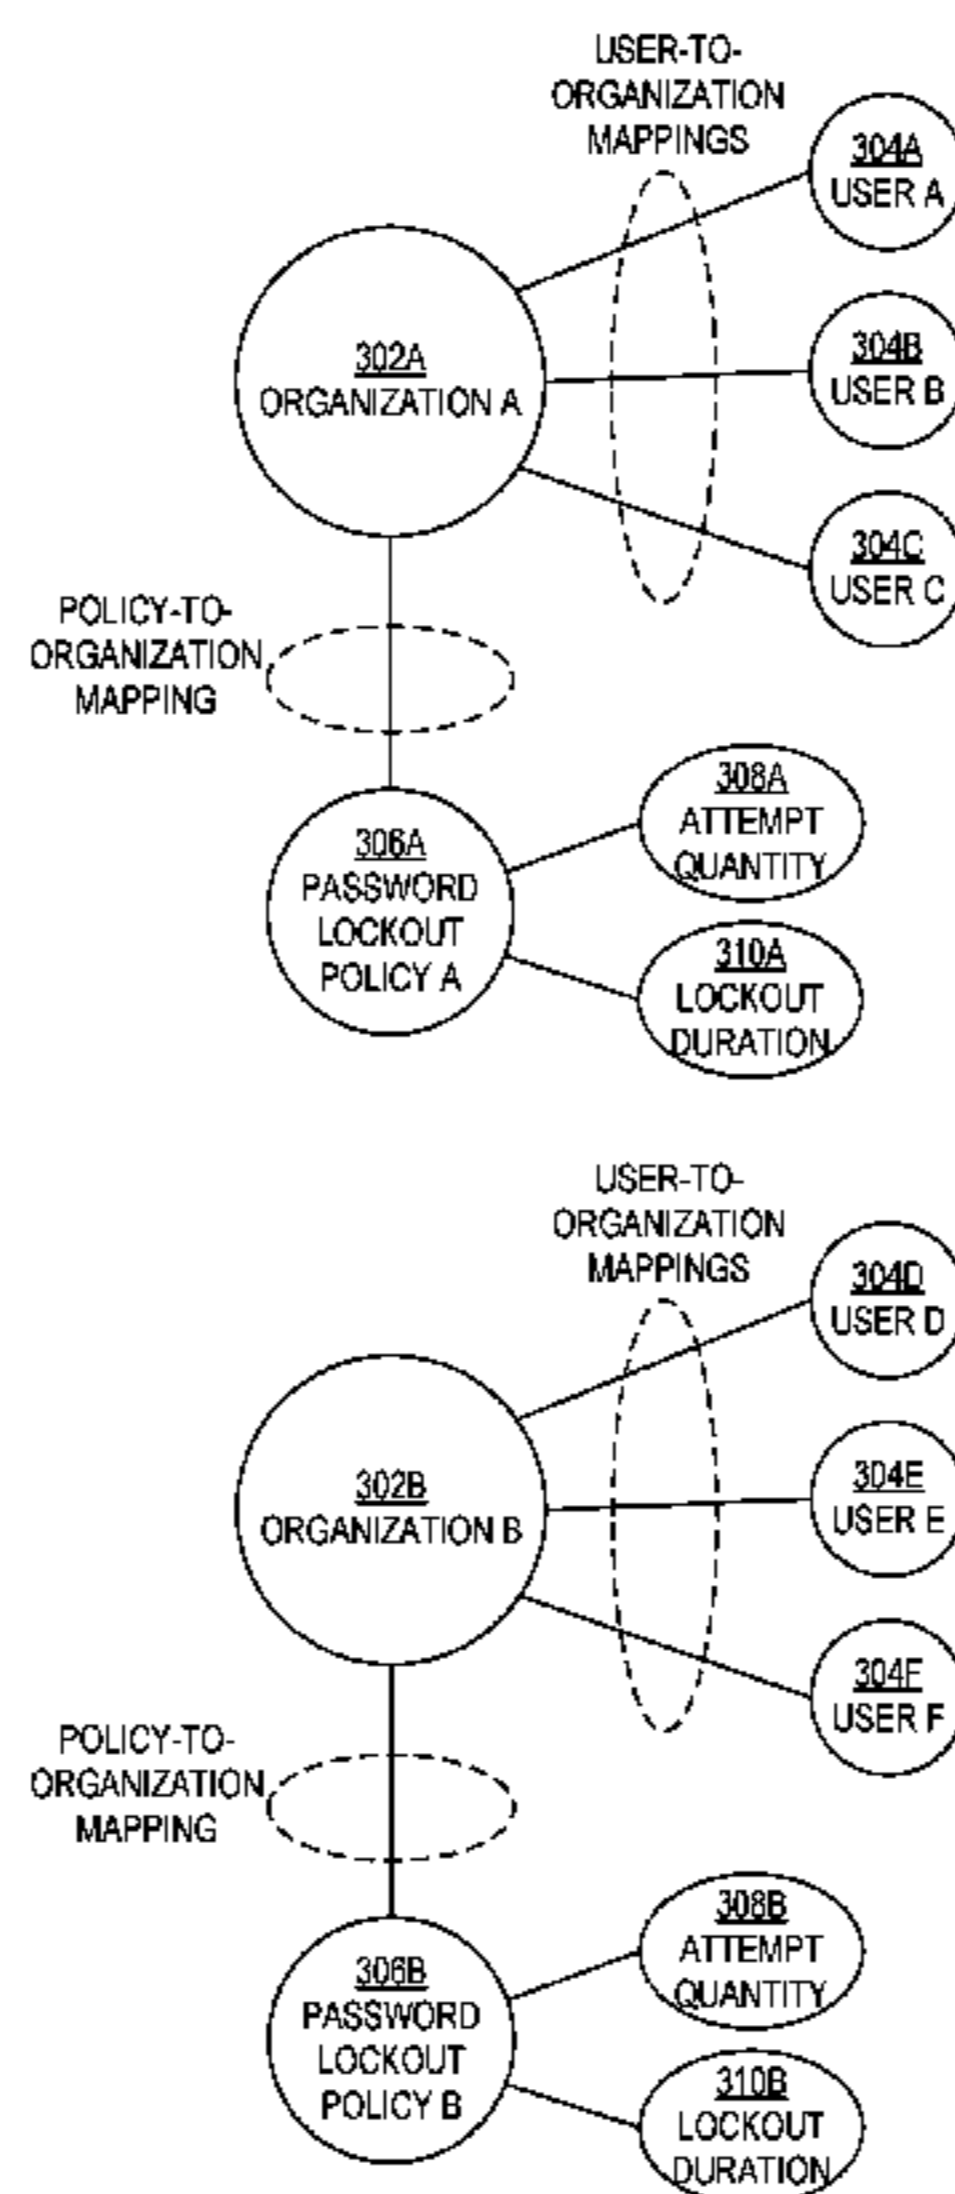 USER-TO-
ORGANIZATION
MAPPINGS
304A
USER A
302A
ORGANIZATION A
304B
USER B
304C
USER C
POLICY-TO-
ORGANIZATION
MAPPING
306A
PASSWORD
LOCKOUT
POLICY A
308A
ATTEMPT
QUANTITY
310A
LOCKOUT
DURATION
USER-TO-
ORGANIZATION
MAPPINGS
304D
USER D
302B
ORGANIZATION B
304E
USER E
304F
USER F
POLICY-TO-
ORGANIZATION
MAPPING
306B
PASSWORD
LOCKOUT
POLICY B
308B
ATTEMPT
QUANTITY
310B
LOCKOUT
DURATION